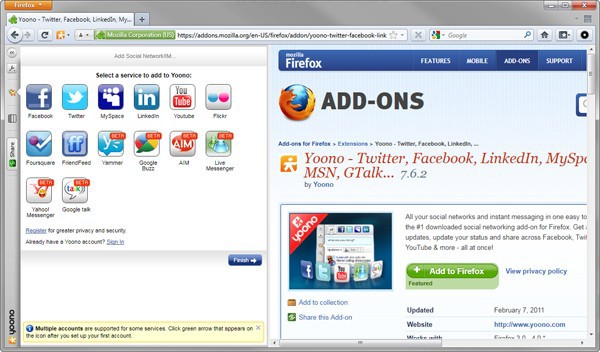 Firefox
Yoono - Twitter, Facebook, LinkedIn, My...
Mozilla Corporation (US)
https://addons.mozilla.org/en-US/firefox/addon/yoono-twitter-facebook-link
Google
Add Social Network/IM...
Select a service to add to Yoono:
Facebook
Twitter
MySpace
LinkedIn
Youtube
Flickr
Foursquare
FriendFeed
Yammer
Google Buzz
AIM
Live Messenger
Yahoo! Messenger
Google talk
Register for greater privacy and security.
Already have a Yoono account? Sign In
Finish
Multiple accounts are supported for some services. Click green arrow that appears on
the icon after you set up your first account.
Share
yoono
mozilla
Firefox
FEATURES
MOBILE
ADD-ONS
SUPPORT
ADD-ONS
Add-ons for Firefox
Extensions
Yoono - Twitter, Facebook, LinkedIn, ...
Yoono - Twitter, Facebook, LinkedIn, MySpa
MSN, GTalk... 7.6.2
by Yoono
yoono
All your social networks and instant messaging in one easy to
the #1 downloaded social networking add-on for Firefox. Get a
updates, update your status and share across Facebook, Twi
YouTube & more - all at once!
Add to Firefox
Featured
View privacy policy
Add to collection
Share this Add-on
Updated
February 7, 2011
Website
http://www.yoono.com
Works with
Firefox 3.0 - 4.0.*